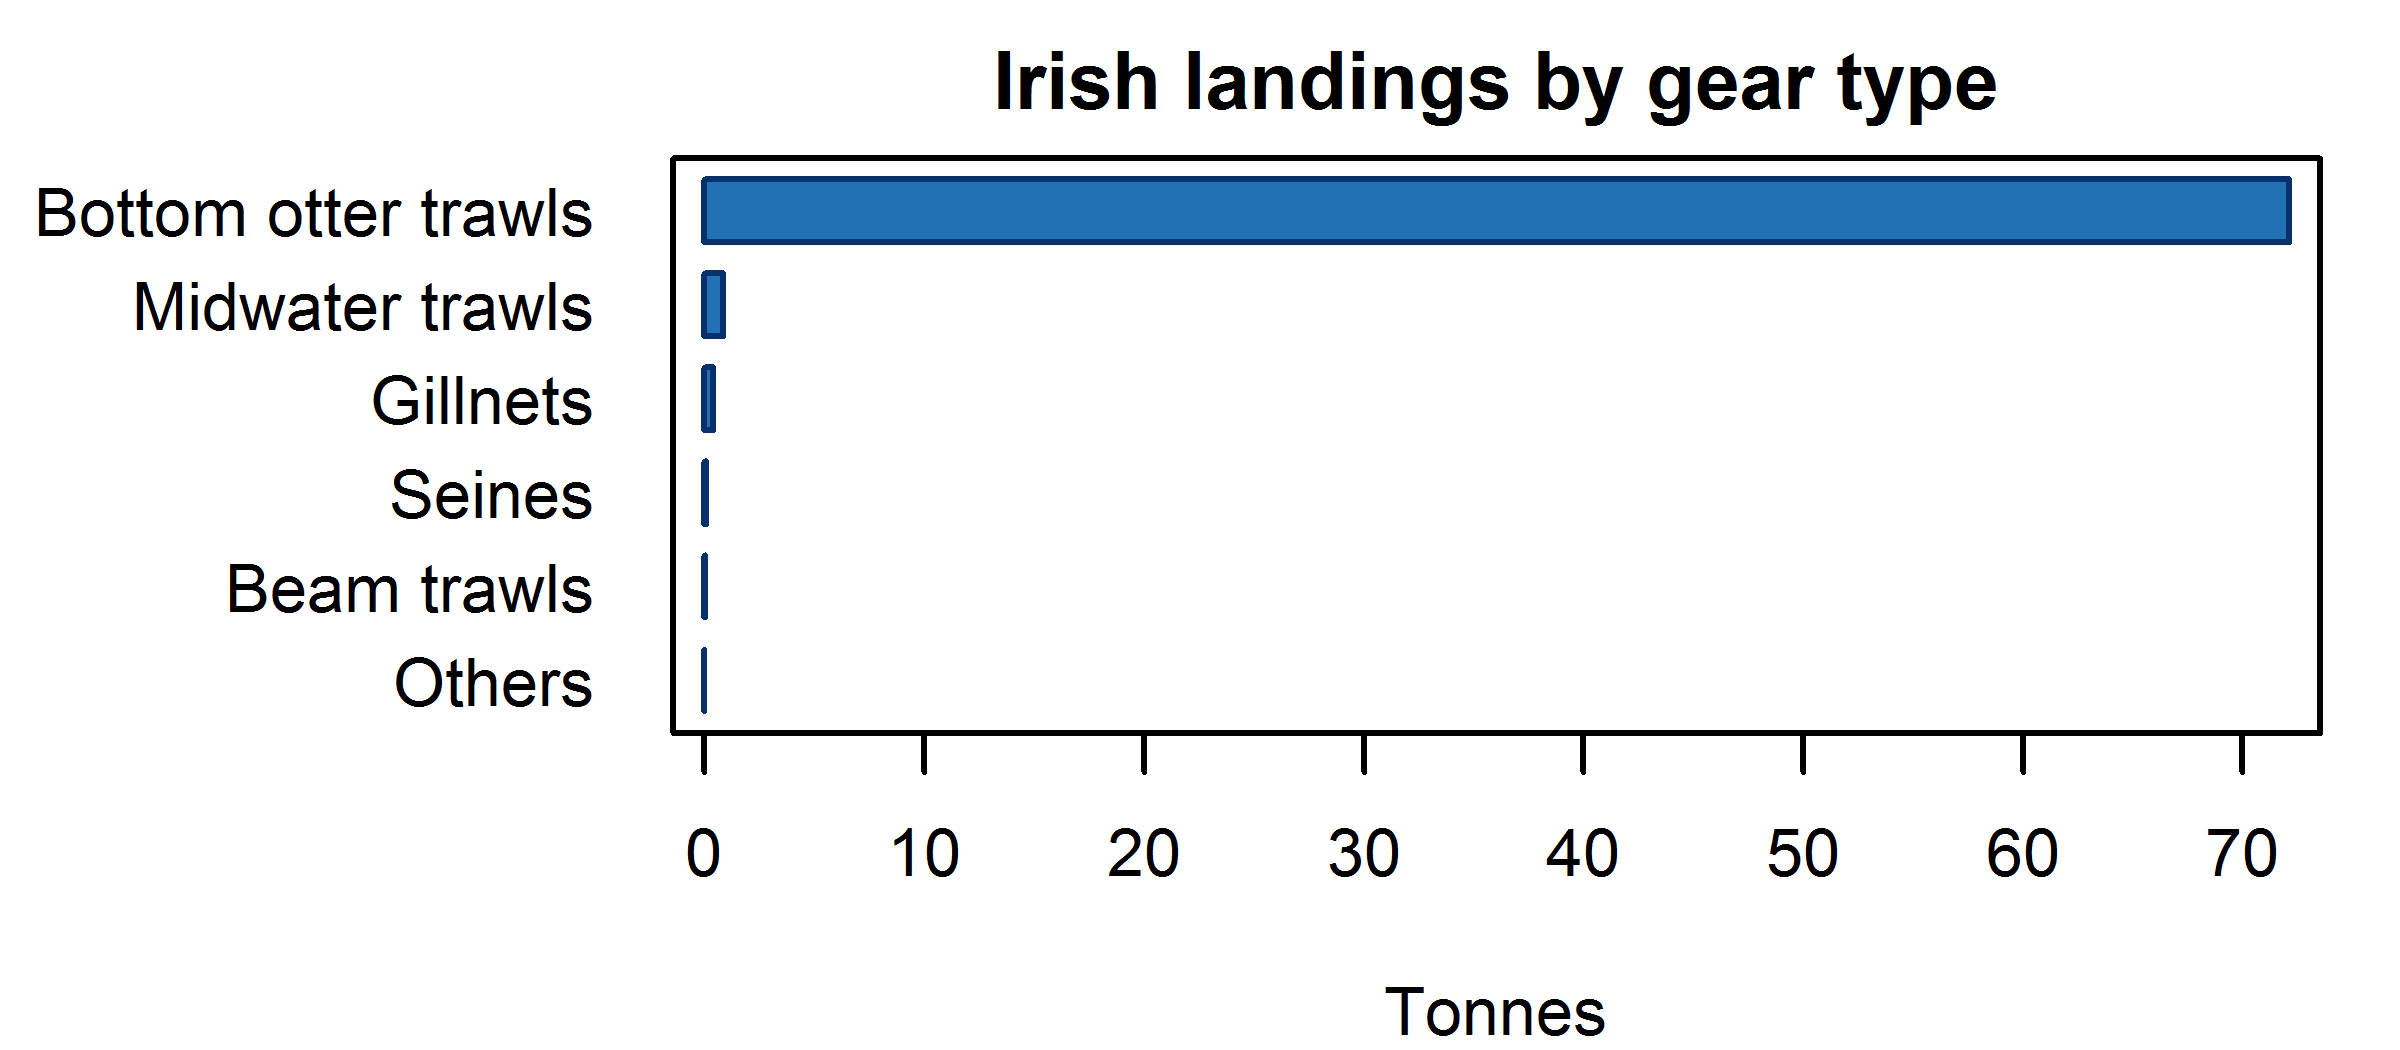 Irish landings by gear type
Bottom otter trawls
Midwater trawls
Gillnets
Seines
Beam trawls
Others
0 10 20 30 40 50 60 70
Tonnes